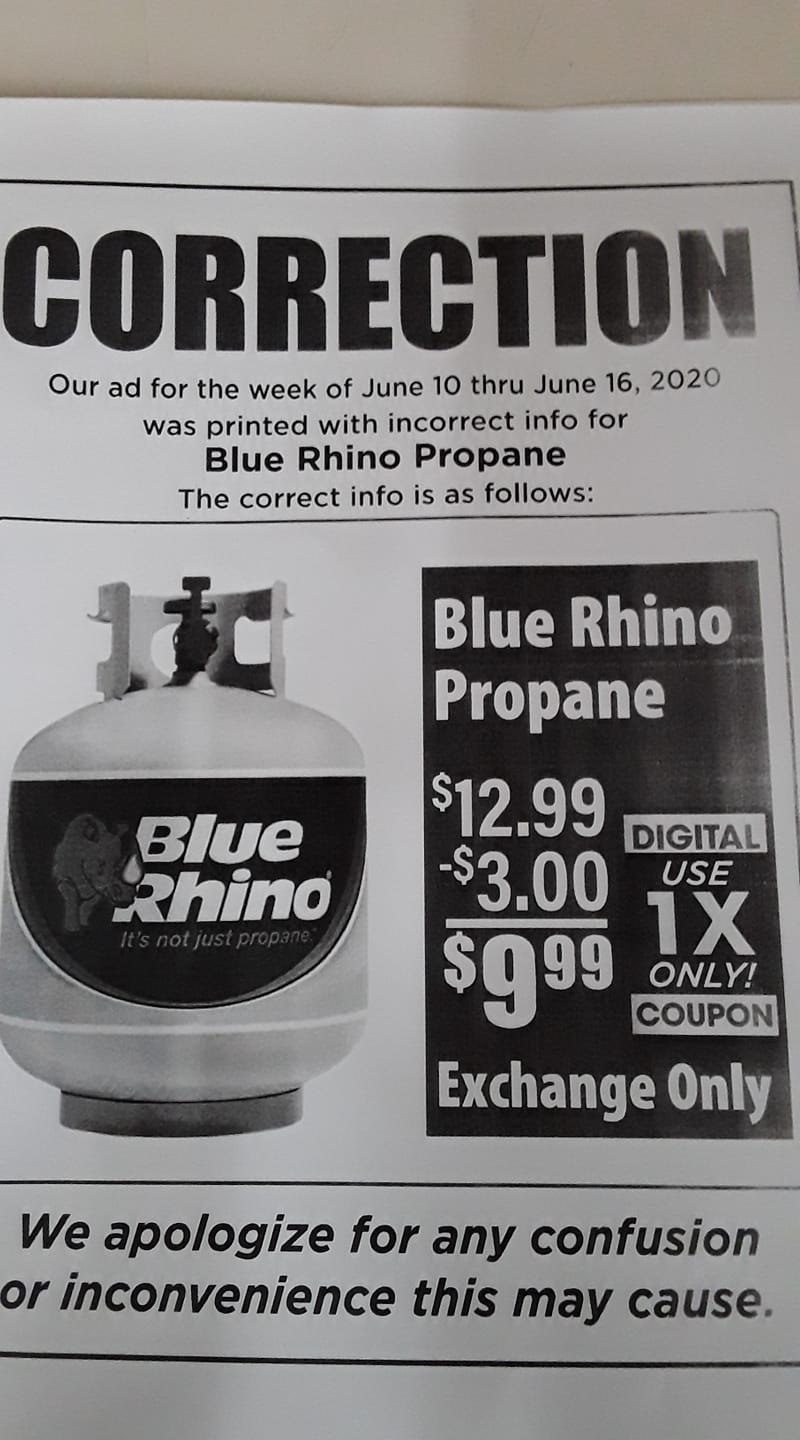 CORRECTION
Our ad for the week of June 10 thru June 16, 2020
was printed with incorrect info for
Blue Rhino Propane
The correct info is as follows:
Blue
Rhino
It's not just propane.
Blue Rhino
Propane
$12.99
-$3.00
$9.99
DIGITAL
USE
1X
ONLY!
COUPON
Exchange Only
We apologize for any confusion
or inconvenience this may cause.